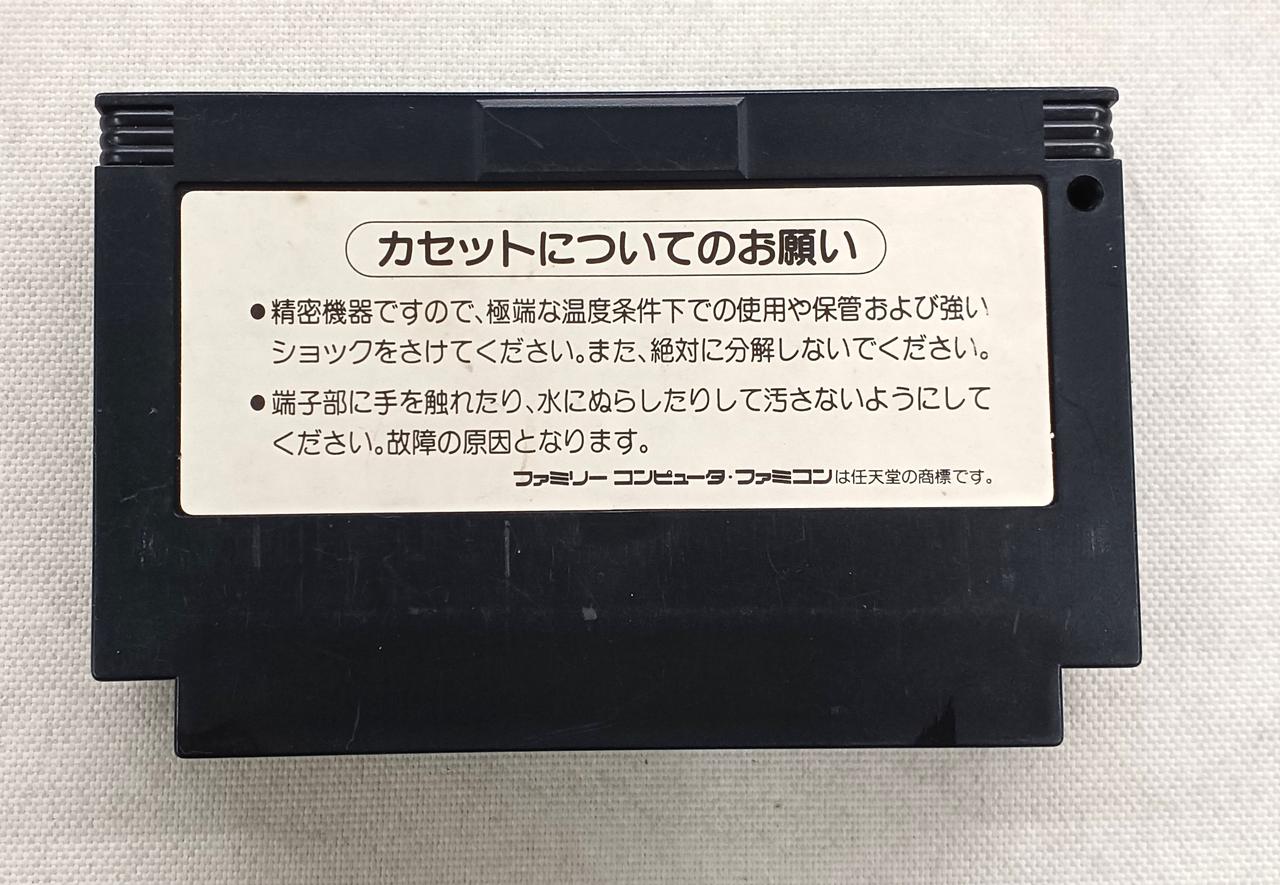 カセットについてのお願い
●精密機器ですので、極端な温度条件下での使用や保管および強い
ショックをさけてください。また、絶対に分解しないでください。
●端子部に手を触れたり、水にぬらしたりして汚さないようにして
ください。故障の原因となります。
ファミリー コンピュータ・ファミコンは任天堂の商標です。